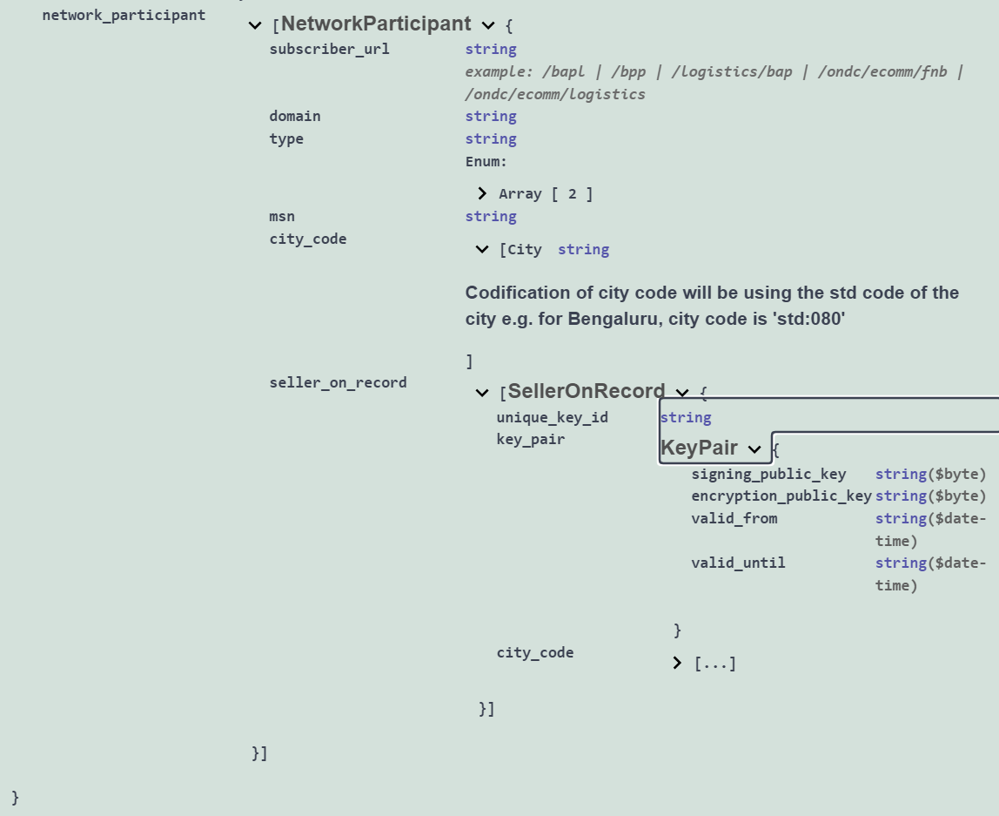 network_participant
[NetworkParticipant {
subscriber_url string
example: /bapl | /bpp | /logistics/bap | /ondc/ecomm/fnb |
/ondc/ecomm/logistics
domain string
type string
Enum:
Array [ 2 ]
msn string
city_code
[City string
Codification of city code will be using the std code of the
city e.g. for Bengaluru, city code is 'std:080'
]
seller_on_record
[SellerOnRecord {
unique_key_id string
key_pair
KeyPair {
signing_public_key string($byte)
encryption_public_key string($byte)
valid_from string($date-
time)
valid_until string($date-
time)
}
city_code
[...]
}]
}]
}